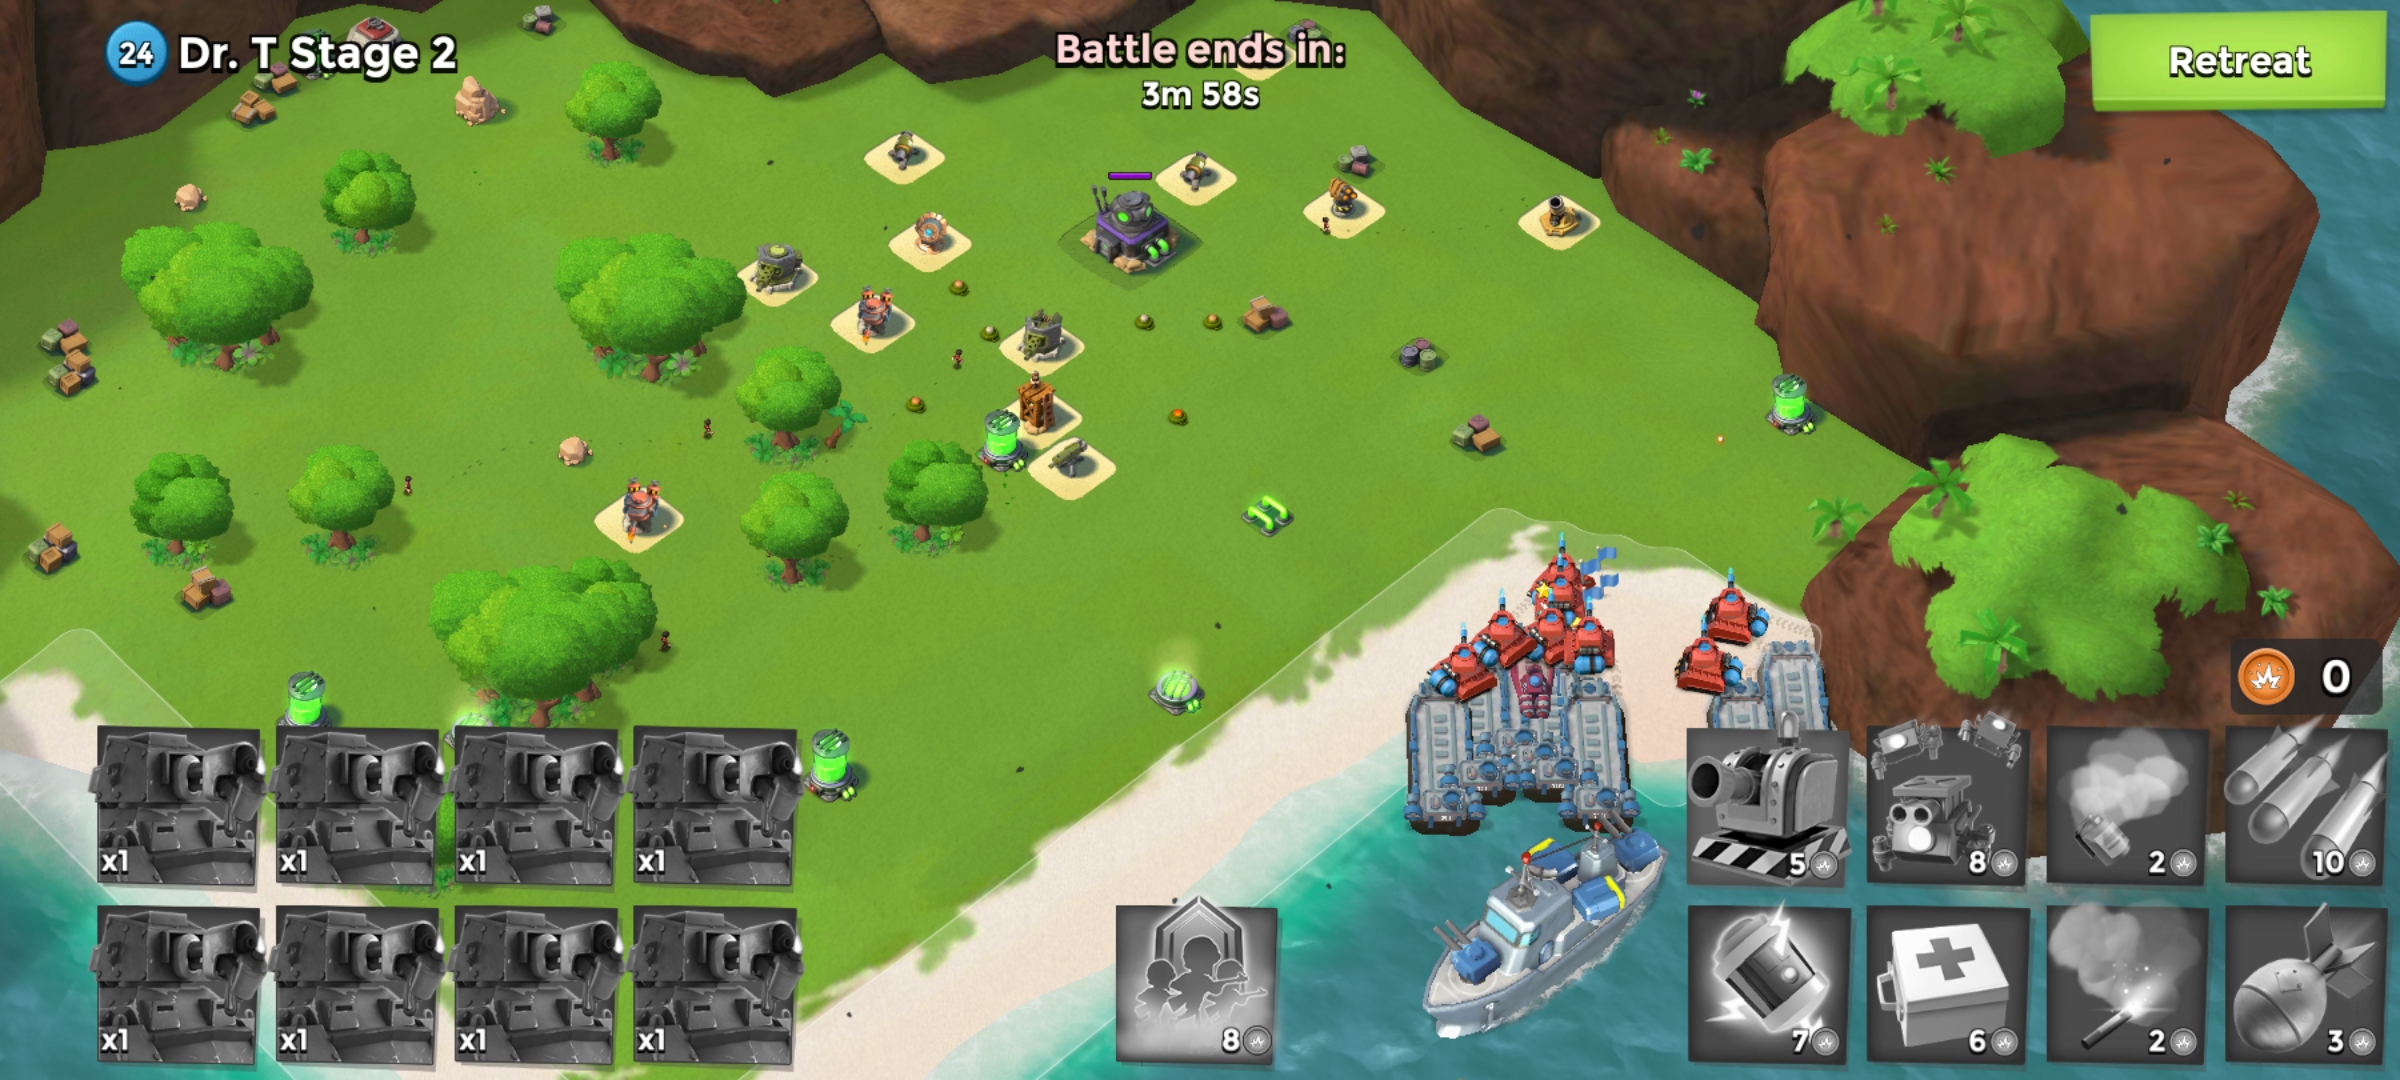 24 Dr. T Stage 2
Battle ends in:
3m 58s
Retreat
0
x1 x1 x1 x1
5 8 2 10
x1 x1 x1 x1
8
7 6 2 3